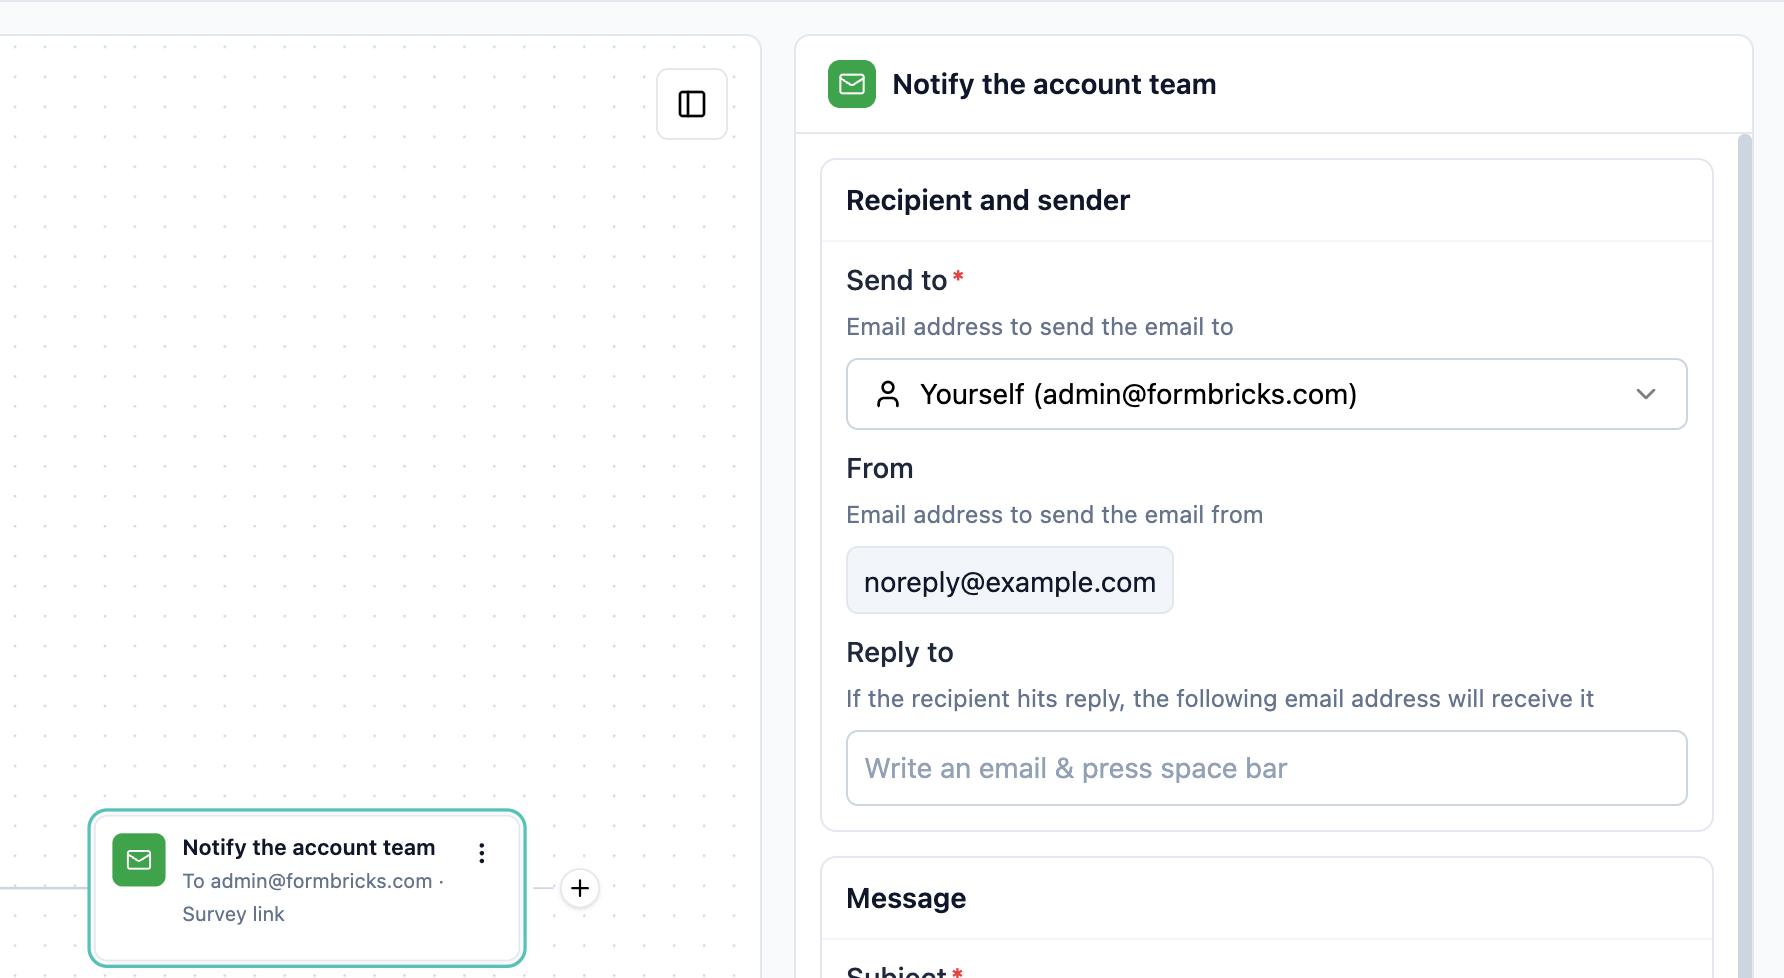 Notify the account team
To admin@formbricks.com ·
Survey link
Notify the account team
Recipient and sender
Send to*
Email address to send the email to
Yourself (admin@formbricks.com)
From
Email address to send the email from
noreply@example.com
Reply to
If the recipient hits reply, the following email address will receive it
Write an email & press space bar
Message
Subject*